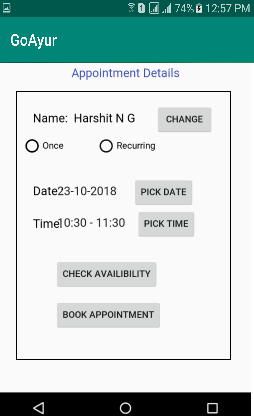 74% 12:57 PM
GoAyur
Appointment Details
Name: Harshit N G CHANGE
Once Recurring
Date23-10-2018 PICK DATE
Time10:30 - 11:30 PICK TIME
CHECK AVAILIBILITY
BOOK APPOINTMENT